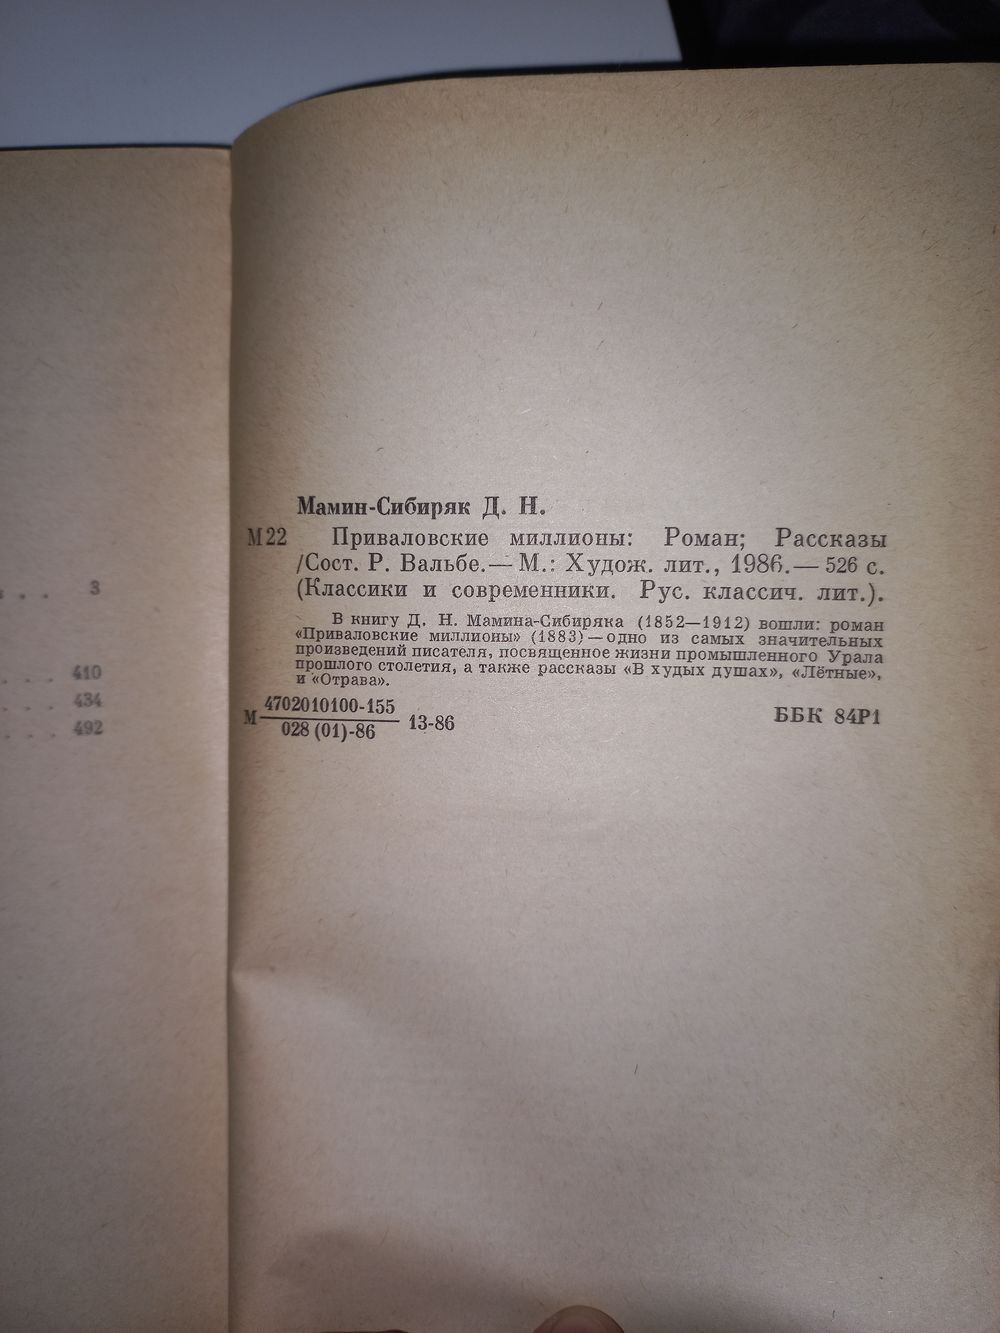 3
410
434
492
Мамин-Сибиряк Д. Н.
М22 Приваловские миллионы: Роман; Рассказы
/Сост. Р. Вальбе.— М.: Худож. лит., 1986.— 526 с.
(Классики и современники. Рус. классич. лит.).
В книгу Д. Н. Мамина-Сибиряка (1852—1912) вошли: роман
«Приваловские миллионы» (1883) — одно из самых значительных
произведений писателя, посвященное жизни промышленного Урала
прошлого столетия, а также рассказы «В худых душах», «Лётные»,
и «Отрава».
4702010100-155
М 13-86
028 (01)-86
ББК 84Р1